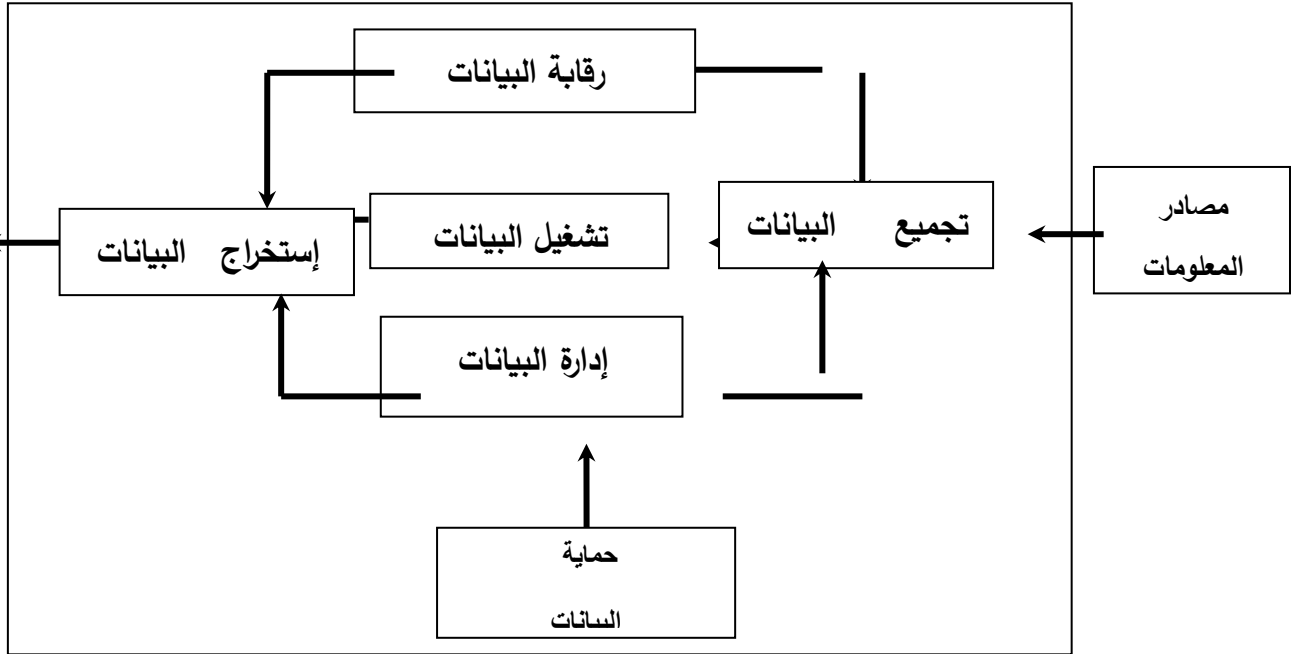 رقابة البيانات
مصادر
المعلومات
تجميع البيانات
تشغيل البيانات
إستخراج البيانات
إدارة البيانات
حماية
البيانات